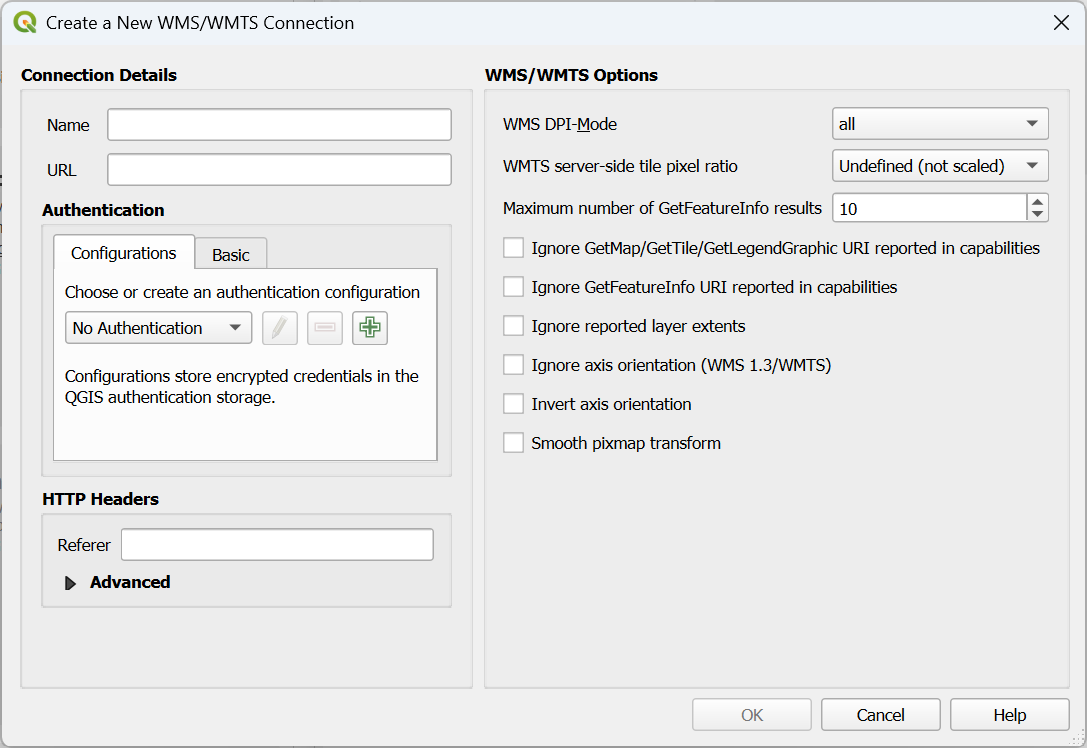 Create a New WMS/WMTS Connection
Connection Details
Name
URL
Authentication
Configurations
Basic
Choose or create an authentication configuration
No Authentication
Configurations store encrypted credentials in the
QGIS authentication storage.
HTTP Headers
Referer
Advanced
WMS/WMTS Options
WMS DPI-Mode
all
WMTS server-side tile pixel ratio
Undefined (not scaled)
Maximum number of GetFeatureInfo results
10
Ignore GetMap/GetTile/GetLegendGraphic URI reported in capabilities
Ignore GetFeatureInfo URI reported in capabilities
Ignore reported layer extents
Ignore axis orientation (WMS 1.3/WMTS)
Invert axis orientation
Smooth pixmap transform
OK
Cancel
Help